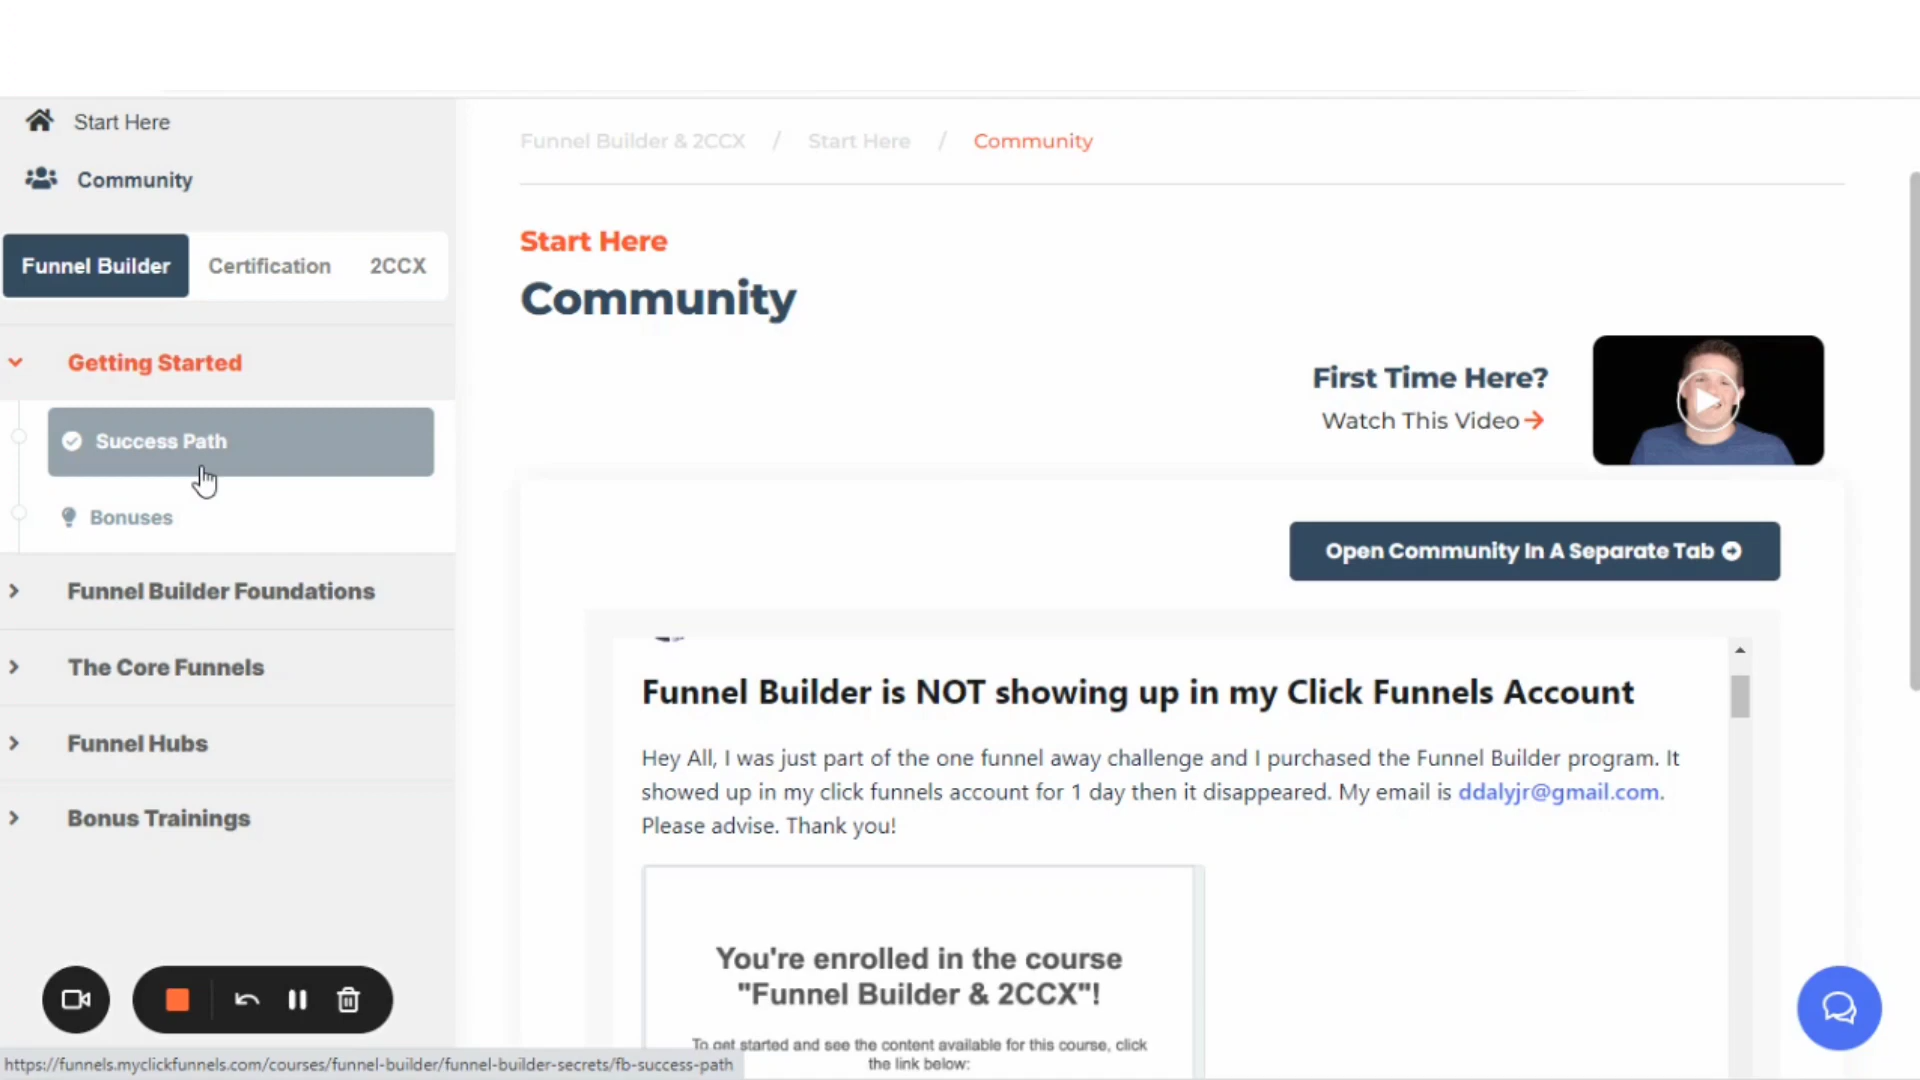 Start Here
Community
Funnel Builder
Certification
2CCX
Getting Started
Success Path
Bonuses
Funnel Builder Foundations
The Core Funnels
Funnel Hubs
Bonus Trainings
Funnel Builder & 2CCX / Start Here / Community
Start Here
Community
First Time Here?
Watch This Video
Open Community In A Separate Tab
Funnel Builder is NOT showing up in my Click Funnels Account
Hey All, I was just part of the one funnel away challenge and I purchased the Funnel Builder program. It
showed up in my click funnels account for 1 day then it disappeared. My email is ddalyjr@gmail.com.
Please advise. Thank you!
You're enrolled in the course
"Funnel Builder & 2CCX"!
To get started and see the content available for this course, click
the link below:
https://funnels.myclickfunnels.com/courses/funnel-builder/funnel-builder-secrets/fb-success-path